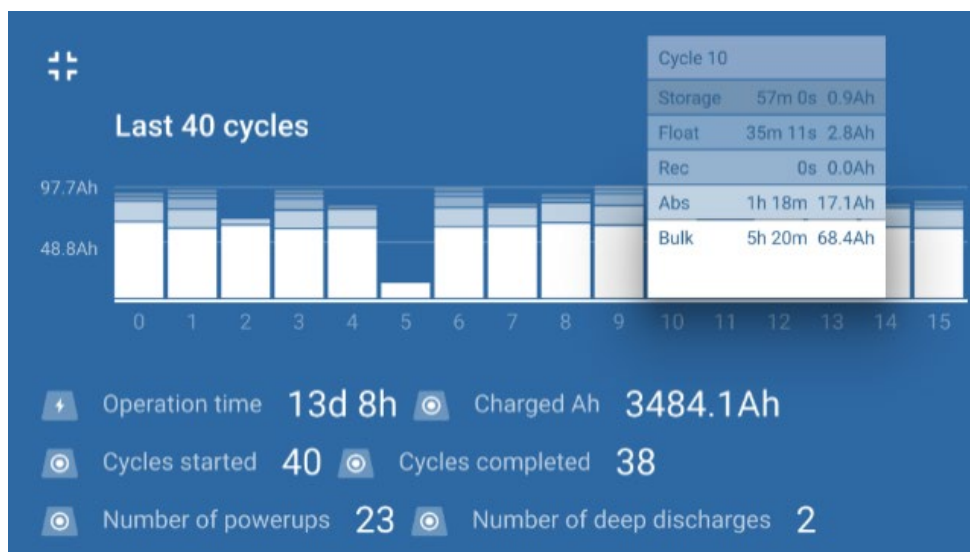 Cycle 10
Storage 57m 0s 0.9Ah
Last 40 cycles
Float 35m 11s 2.8Ah
Rec 0s 0.0Ah
97.7Ah
Abs 1h 18m 17.1Ah
Bulk 5h 20m 68.4Ah
48.8Ah
0 1 2 3 4 5 6 7 8 9 10 11 12 13 14 15
Operation time 13d 8h Charged Ah 3484.1Ah
Cycles started 40 Cycles completed 38
Number of powerups 23 Number of deep discharges 2